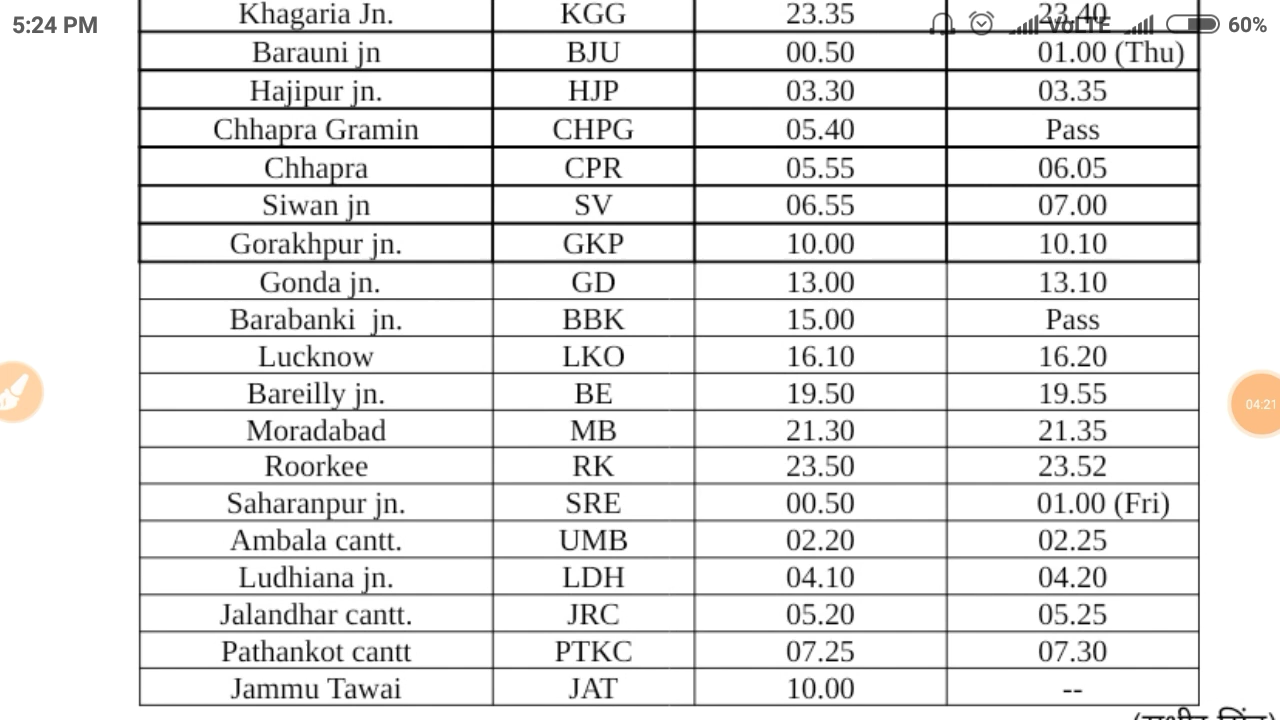 5:24 PM VoLTE 60%
Khagaria Jn. KGG 23.35 23.40
Barauni jn BJU 00.50 01.00 (Thu)
Hajipur jn. HJP 03.30 03.35
Chhapra Gramin CHPG 05.40 Pass
Chhapra CPR 05.55 06.05
Siwan jn SV 06.55 07.00
Gorakhpur jn. GKP 10.00 10.10
Gonda jn. GD 13.00 13.10
Barabanki jn. BBK 15.00 Pass
Lucknow LKO 16.10 16.20
Bareilly jn. BE 19.50 19.55
Moradabad MB 21.30 21.35
Roorkee RK 23.50 23.52
Saharanpur jn. SRE 00.50 01.00 (Fri)
Ambala cantt. UMB 02.20 02.25
Ludhiana jn. LDH 04.10 04.20
Jalandhar cantt. JRC 05.20 05.25
Pathankot cantt PTKC 07.25 07.30
Jammu Tawai JAT 10.00 --
04:21